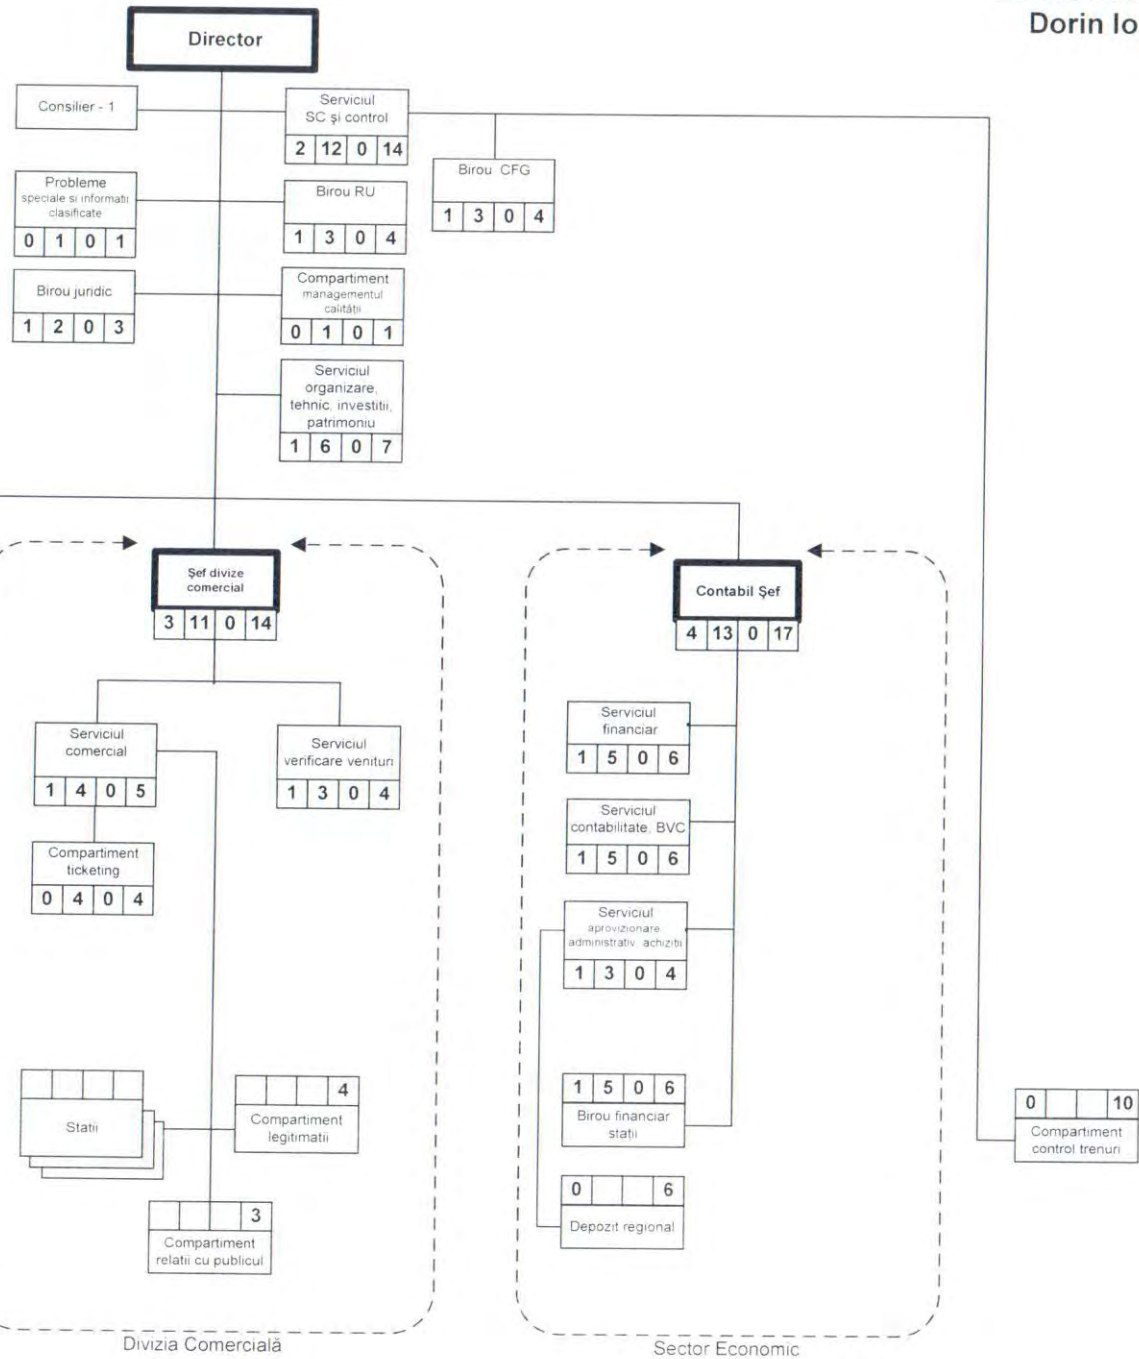 Dorin Io
Director
Consilier - 1
Serviciul
SC și control
2 12 0 14
Birou CFG
1 3 0 4
Probleme
speciale si informatii
clasificate
0 1 0 1
Birou RU
1 3 0 4
Birou juridic
1 2 0 3
Compartiment
managementul
calității
0 1 0 1
Serviciul
organizare,
tehnic, investitii,
patrimoniu
1 6 0 7
Șef divize
comercial
3 11 0 14
Contabil Șef
4 13 0 17
Serviciul
comercial
1 4 0 5
Serviciul
verificare venituri
1 3 0 4
Compartiment
ticketing
0 4 0 4
Serviciul
financiar
1 5 0 6
Serviciul
contabilitate, BVC
1 5 0 6
Serviciul
aprovizionare
administrativ achizitii
1 3 0 4
Statii
4
Compartiment
legitimatii
3
Compartiment
relatii cu publicul
1 5 0 6
Birou financiar
stații
0 6
Depozit regional
0 10
Compartiment
control trenuri
Divizia Comercială
Sector Economic